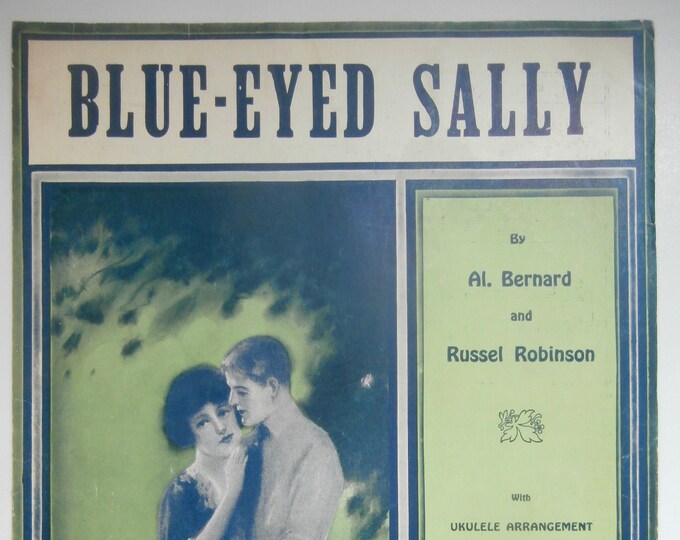 BLUE-EYED SALLY
By
Al. Bernard
and
Russel Robinson
With
UKULELE ARRANGEMENT